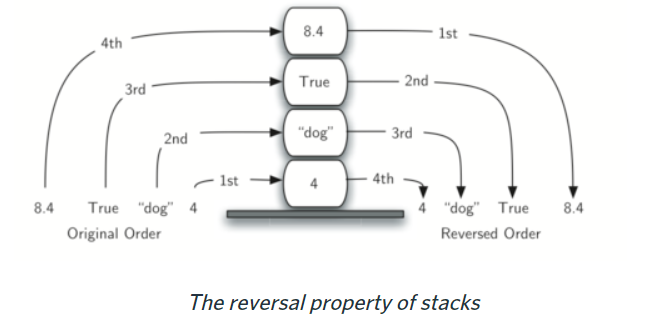 8.4
4th
1st
True
3rd
2nd
"dog"
2nd
3rd
4
1st
4th
8.4 True "dog" 4
4 "dog" True 8.4
Original Order
Reversed Order
The reversal property of stacks